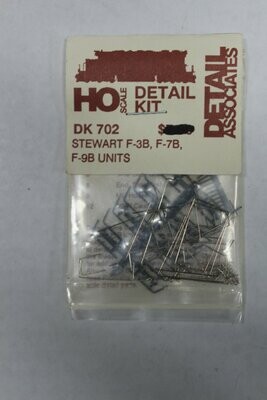 HO SCALE DETAIL KIT
DETAIL ASSOCIATES
DK 702 $
STEWART F-3B, F-7B,
F-9B UNITS